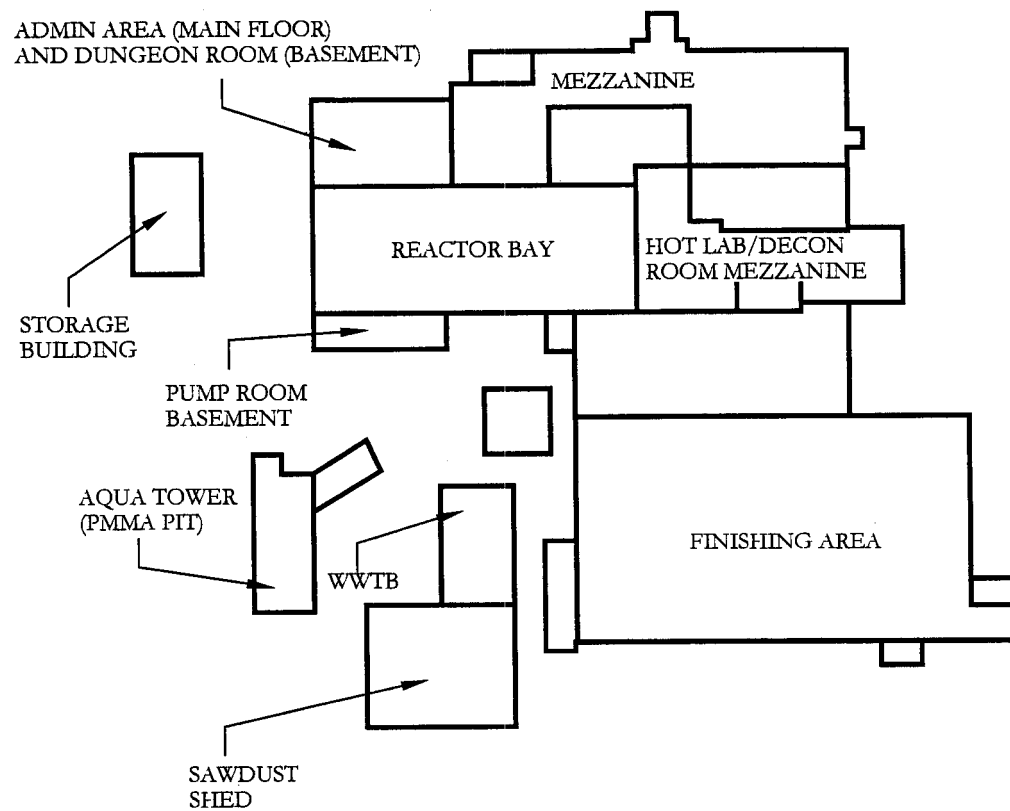 ADMIN AREA (MAIN FLOOR)
AND DUNGEON ROOM (BASEMENT)
MEZZANINE
REACTOR BAY
HOT LAB/DECON
ROOM MEZZANINE
STORAGE
BUILDING
PUMP ROOM
BASEMENT
AQUA TOWER
(PMMA PIT)
WWTB
FINISHING AREA
SAWDUST
SHED